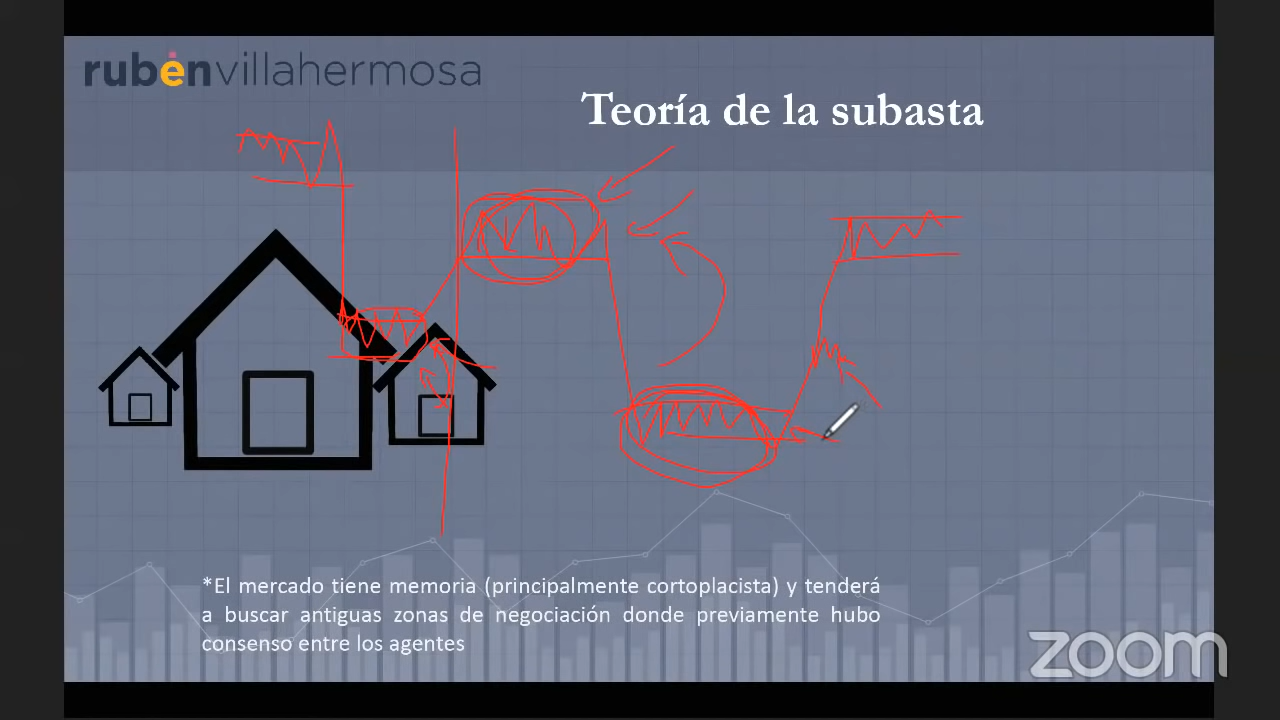 rubénvillahermosa
Teoría de la subasta
*El mercado tiene memoria (principalmente cortoplacista) y tenderá
a buscar antiguas zonas de negociación donde previamente hubo
consenso entre los agentes
zoom